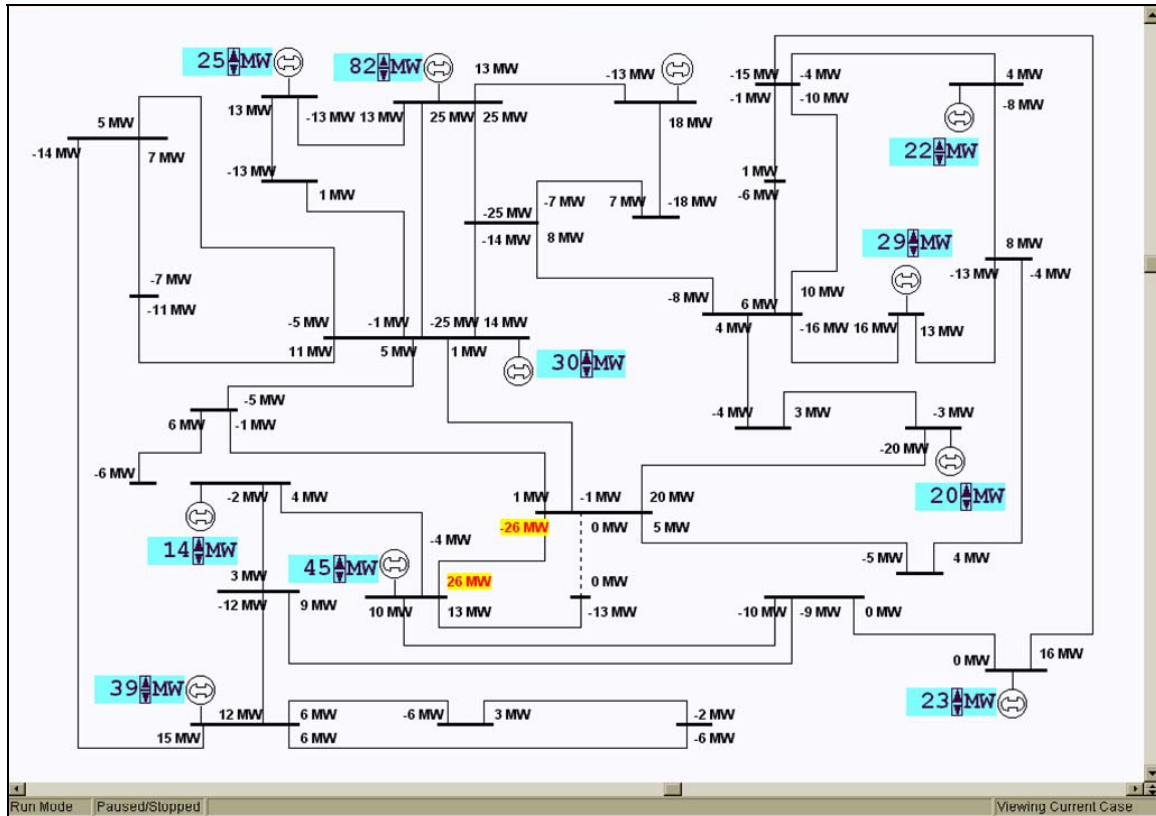 25 MW
82 MW
13 MW
-13 MW
-15 MW
-4 MW
4 MW
13 MW
-13 MW
13 MW
25 MW
25 MW
18 MW
-1 MW
-10 MW
-8 MW
5 MW
-14 MW
7 MW
22 MW
-13 MW
1 MW
1 MW
-6 MW
-7 MW
7 MW
-18 MW
-25 MW
-14 MW
8 MW
29 MW
8 MW
-13 MW
-4 MW
-7 MW
-11 MW
-8 MW
6 MW
10 MW
-5 MW
-1 MW
-25 MW
14 MW
4 MW
-16 MW
16 MW
13 MW
11 MW
5 MW
1 MW
30 MW
-5 MW
6 MW
-1 MW
-4 MW
3 MW
-3 MW
-20 MW
-6 MW
-2 MW
4 MW
1 MW
-1 MW
20 MW
20 MW
-26 MW
0 MW
5 MW
14 MW
-4 MW
-5 MW
4 MW
45 MW
3 MW
26 MW
0 MW
-12 MW
9 MW
10 MW
13 MW
-13 MW
-10 MW
-9 MW
0 MW
0 MW
16 MW
39 MW
23 MW
12 MW
6 MW
-6 MW
3 MW
-2 MW
15 MW
6 MW
-6 MW
Run Mode
Paused/Stopped
Viewing Current Case